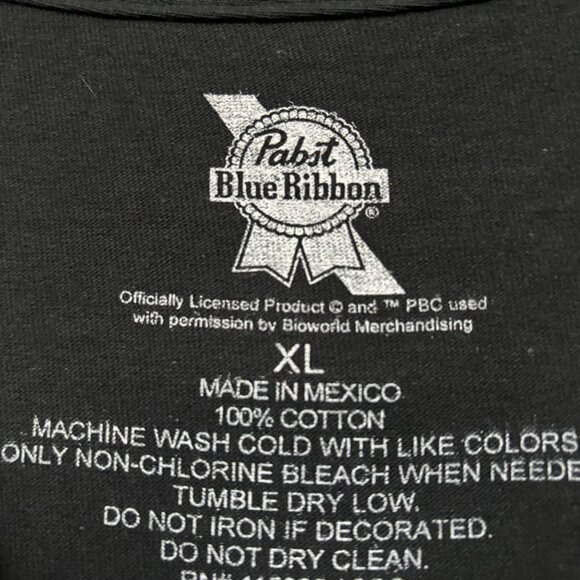 Pabst
Blue Ribbon®
Officially Licensed Product © and ™ PBC used
with permission by Bioworld Merchandising
XL
MADE IN MEXICO
100% COTTON
MACHINE WASH COLD WITH LIKE COLORS
ONLY NON-CHLORINE BLEACH WHEN NEEDE
TUMBLE DRY LOW.
DO NOT IRON IF DECORATED.
DO NOT DRY CLEAN.
RN#